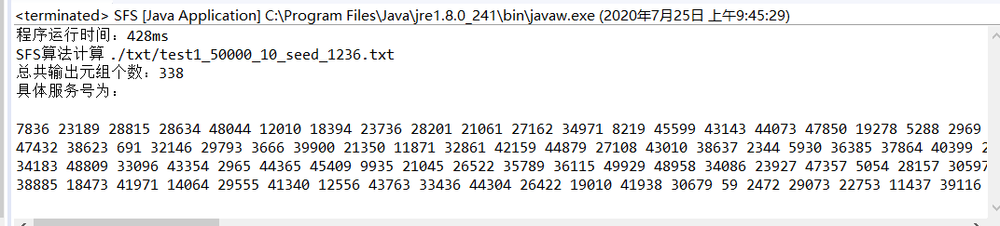 <terminated> SFS [Java Application] C:\Program Files\Java\jre1.8.0_241\bin\javaw.exe (2020年7月25日 上午9:45:29)
程序运行时间：428ms
SFS算法计算 ./txt/test1_50000_10_seed_1236.txt
总共输出元组个数：338
具体服务号为：
7836 23189 28815 28634 48044 12010 18394 23736 28201 21061 27162 34971 8219 45599 43143 44073 47850 19278 5288 2969
47432 38623 691 32146 29793 3666 39900 21350 11871 32861 42159 44879 27108 43010 38637 2344 5930 36385 37864 40399 2
34183 48809 33096 43354 2965 44365 45409 9935 21045 26522 35789 36115 49929 48958 34086 23927 47357 5054 28157 30597
38885 18473 41971 14064 29555 41340 12556 43763 33436 44304 26422 19010 41938 30679 59 2472 29073 22753 11437 39116